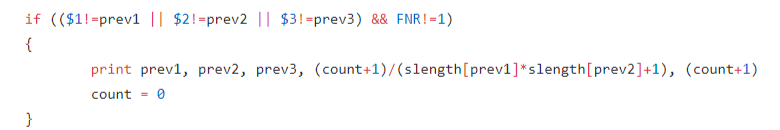 if (($1!=prev1 || $2!=prev2 || $3!=prev3) && FNR!=1)
{
print prev1, prev2, prev3, (count+1)/(slength[prev1]*slength[prev2]+1), (count+1)
count = 0
}